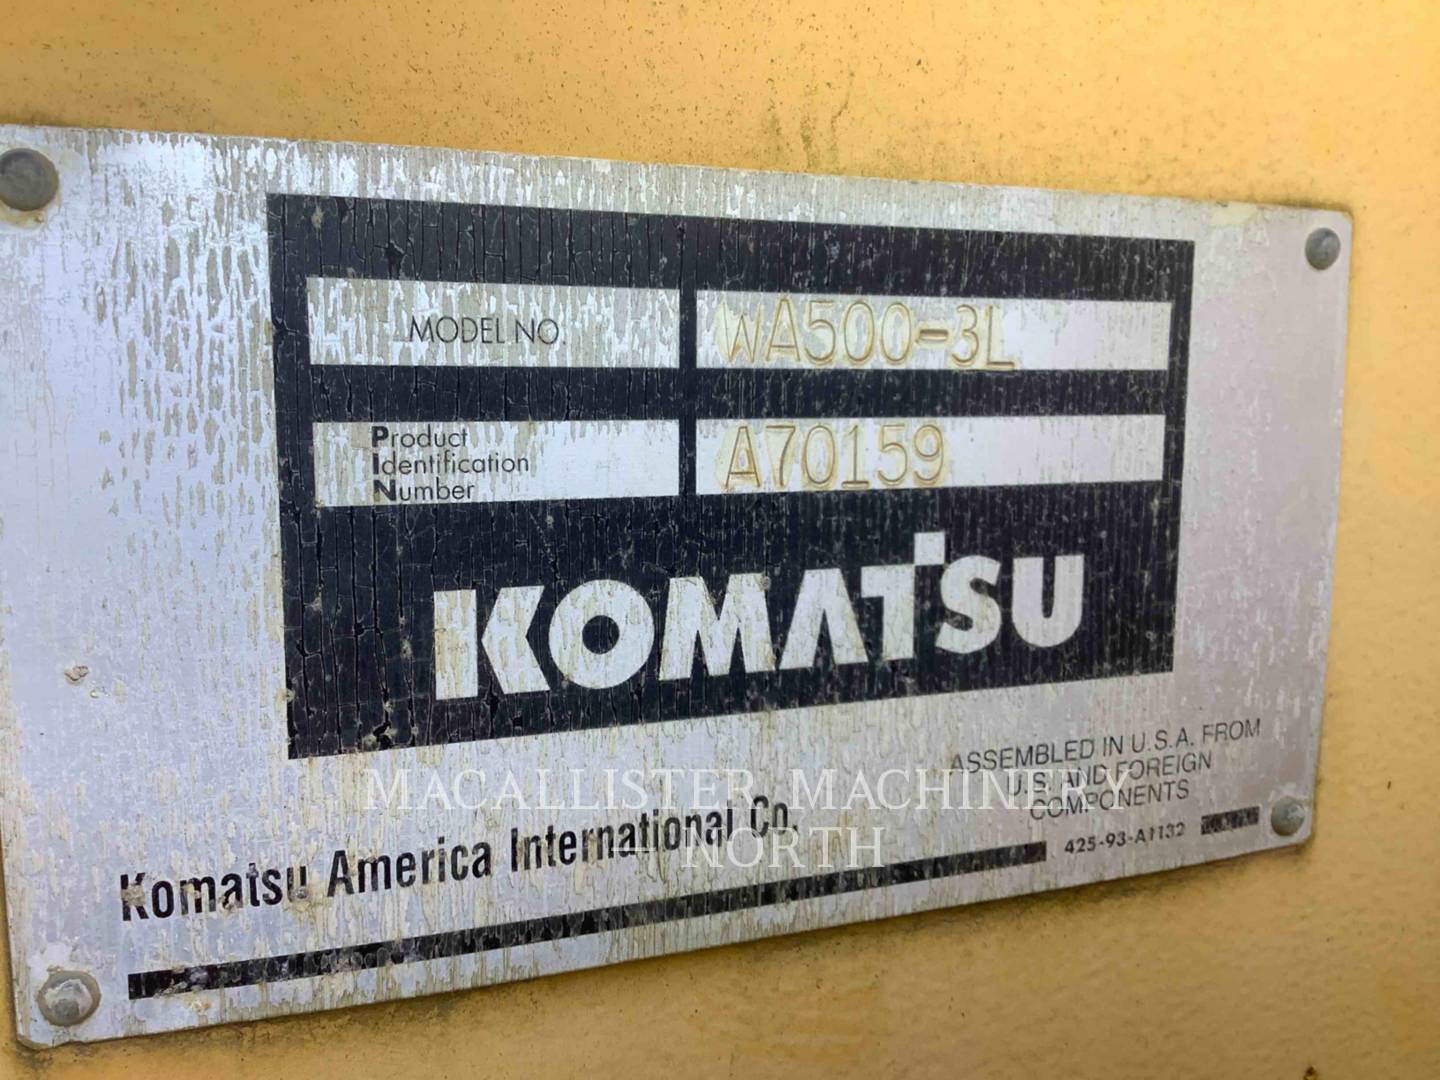 MODEL NO.
WA500-3L
Product
Identification
Number
A70159
KOMATSU
ASSEMBLED IN U.S.A. FROM
U.S. AND FOREIGN
COMPONENTS
425-93-A1132
Komatsu America International Co.
MACALLISTER MACHINERY
NORTH